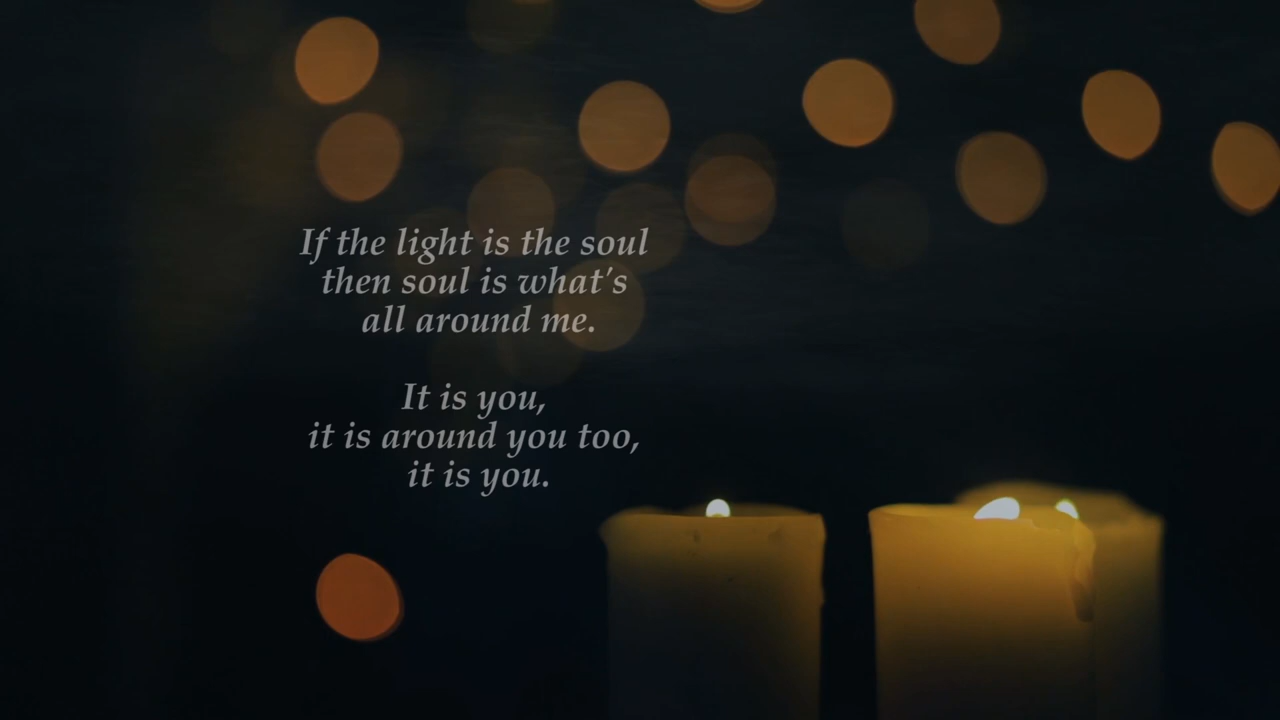 If the light is the soul
then soul is what's
all around me.
It is you,
it is around you too,
it is you.